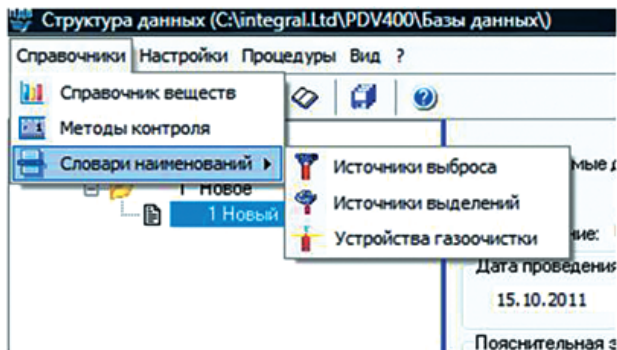 Структура данных (C:\integral.Ltd\PDV400\Базы данных\)
Справочники Настройки Процедуры Вид ?
Справочник веществ
Методы контроля
Словари наименований
Источники выброса
Источники выделений
Устройства газоочистки
1 Новое
1 Новый
Дата проведения
15.10.2011
Пояснительная